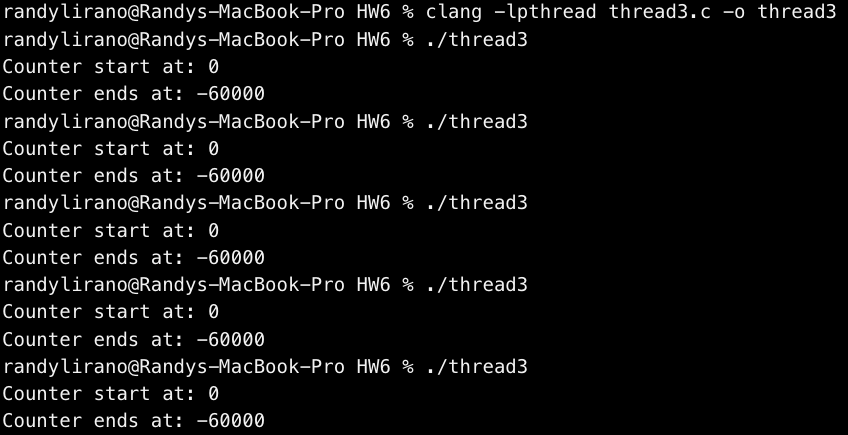 randylirano@Randys-MacBook-Pro HW6 % clang -lpthread thread3.c -o thread3
randylirano@Randys-MacBook-Pro HW6 % ./thread3
Counter start at: 0
Counter ends at: -60000
randylirano@Randys-MacBook-Pro HW6 % ./thread3
Counter start at: 0
Counter ends at: -60000
randylirano@Randys-MacBook-Pro HW6 % ./thread3
Counter start at: 0
Counter ends at: -60000
randylirano@Randys-MacBook-Pro HW6 % ./thread3
Counter start at: 0
Counter ends at: -60000
randylirano@Randys-MacBook-Pro HW6 % ./thread3
Counter start at: 0
Counter ends at: -60000